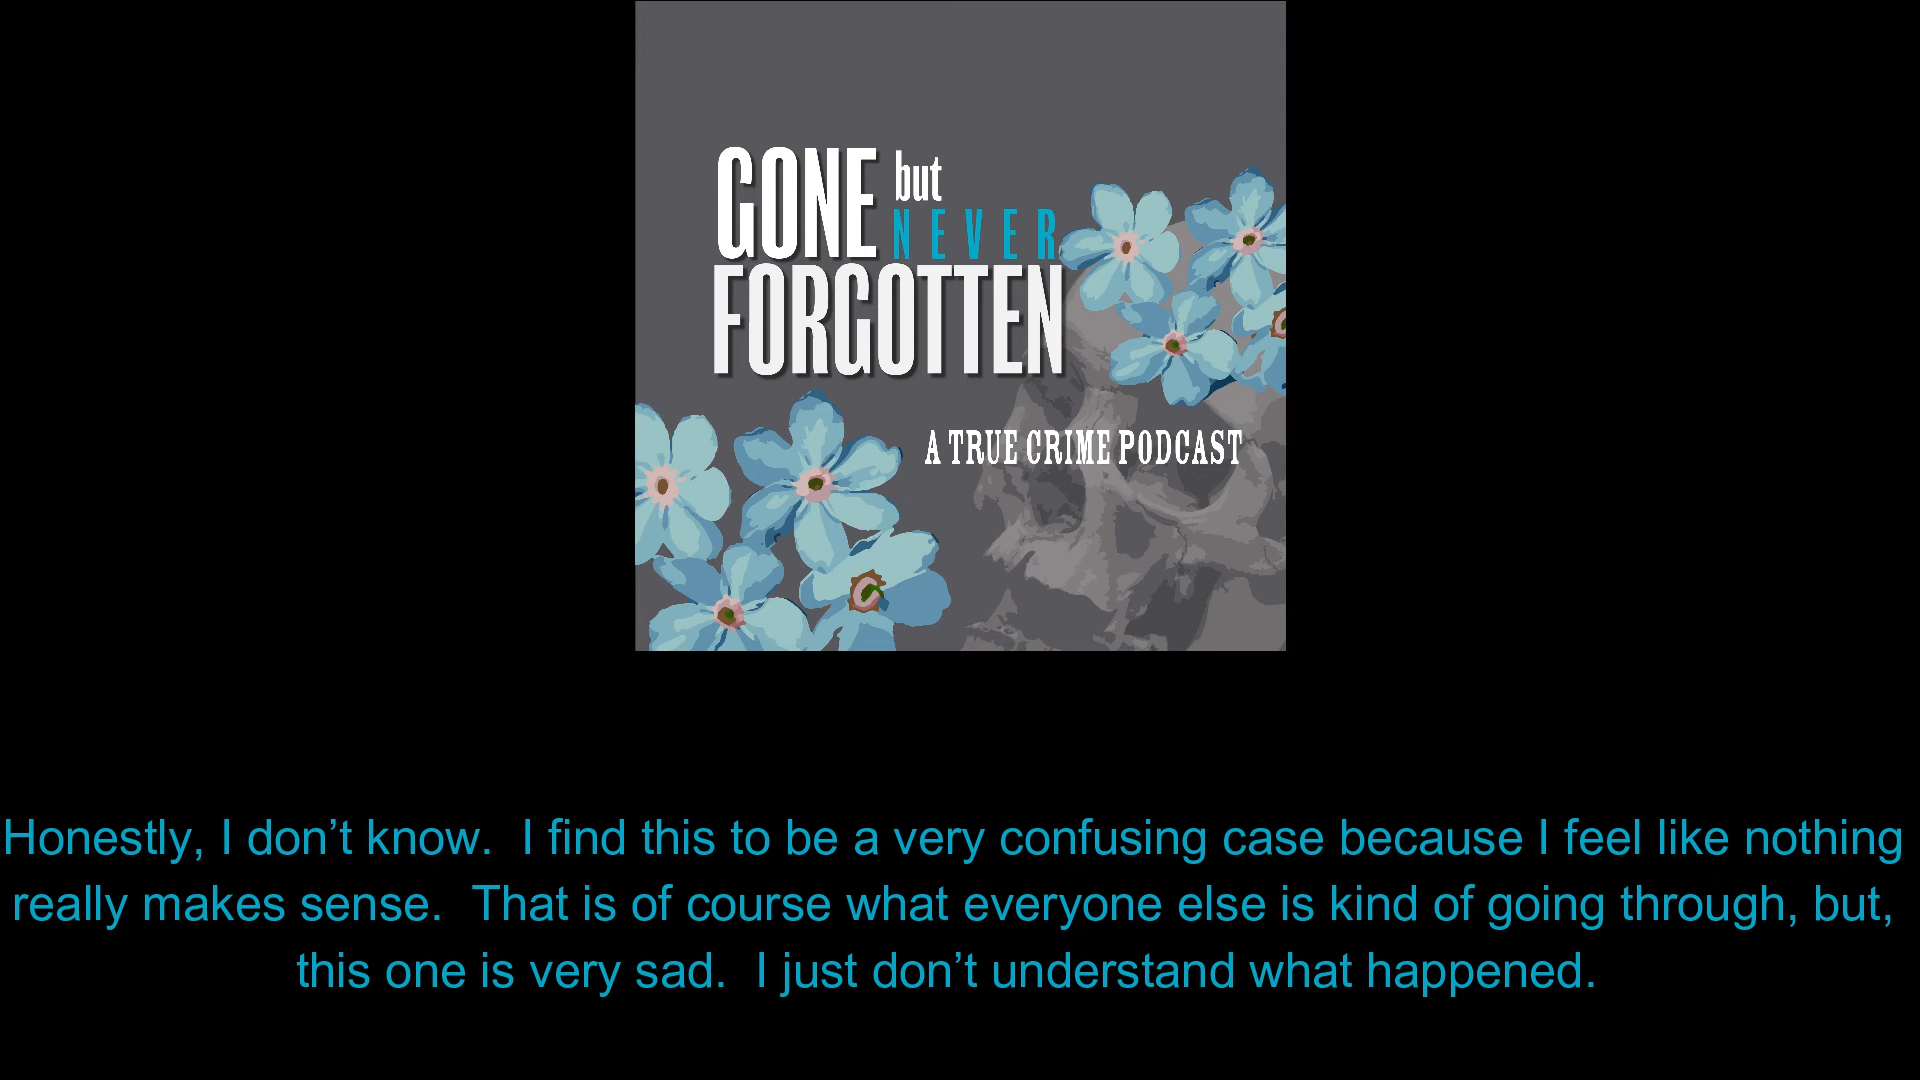 GONE but
NEVER
FORGOTTEN
A TRUE CRIME PODCAST
Honestly, I don’t know.  I find this to be a very confusing case because I feel like nothing
really makes sense.  That is of course what everyone else is kind of going through, but,
this one is very sad.  I just don’t understand what happened.